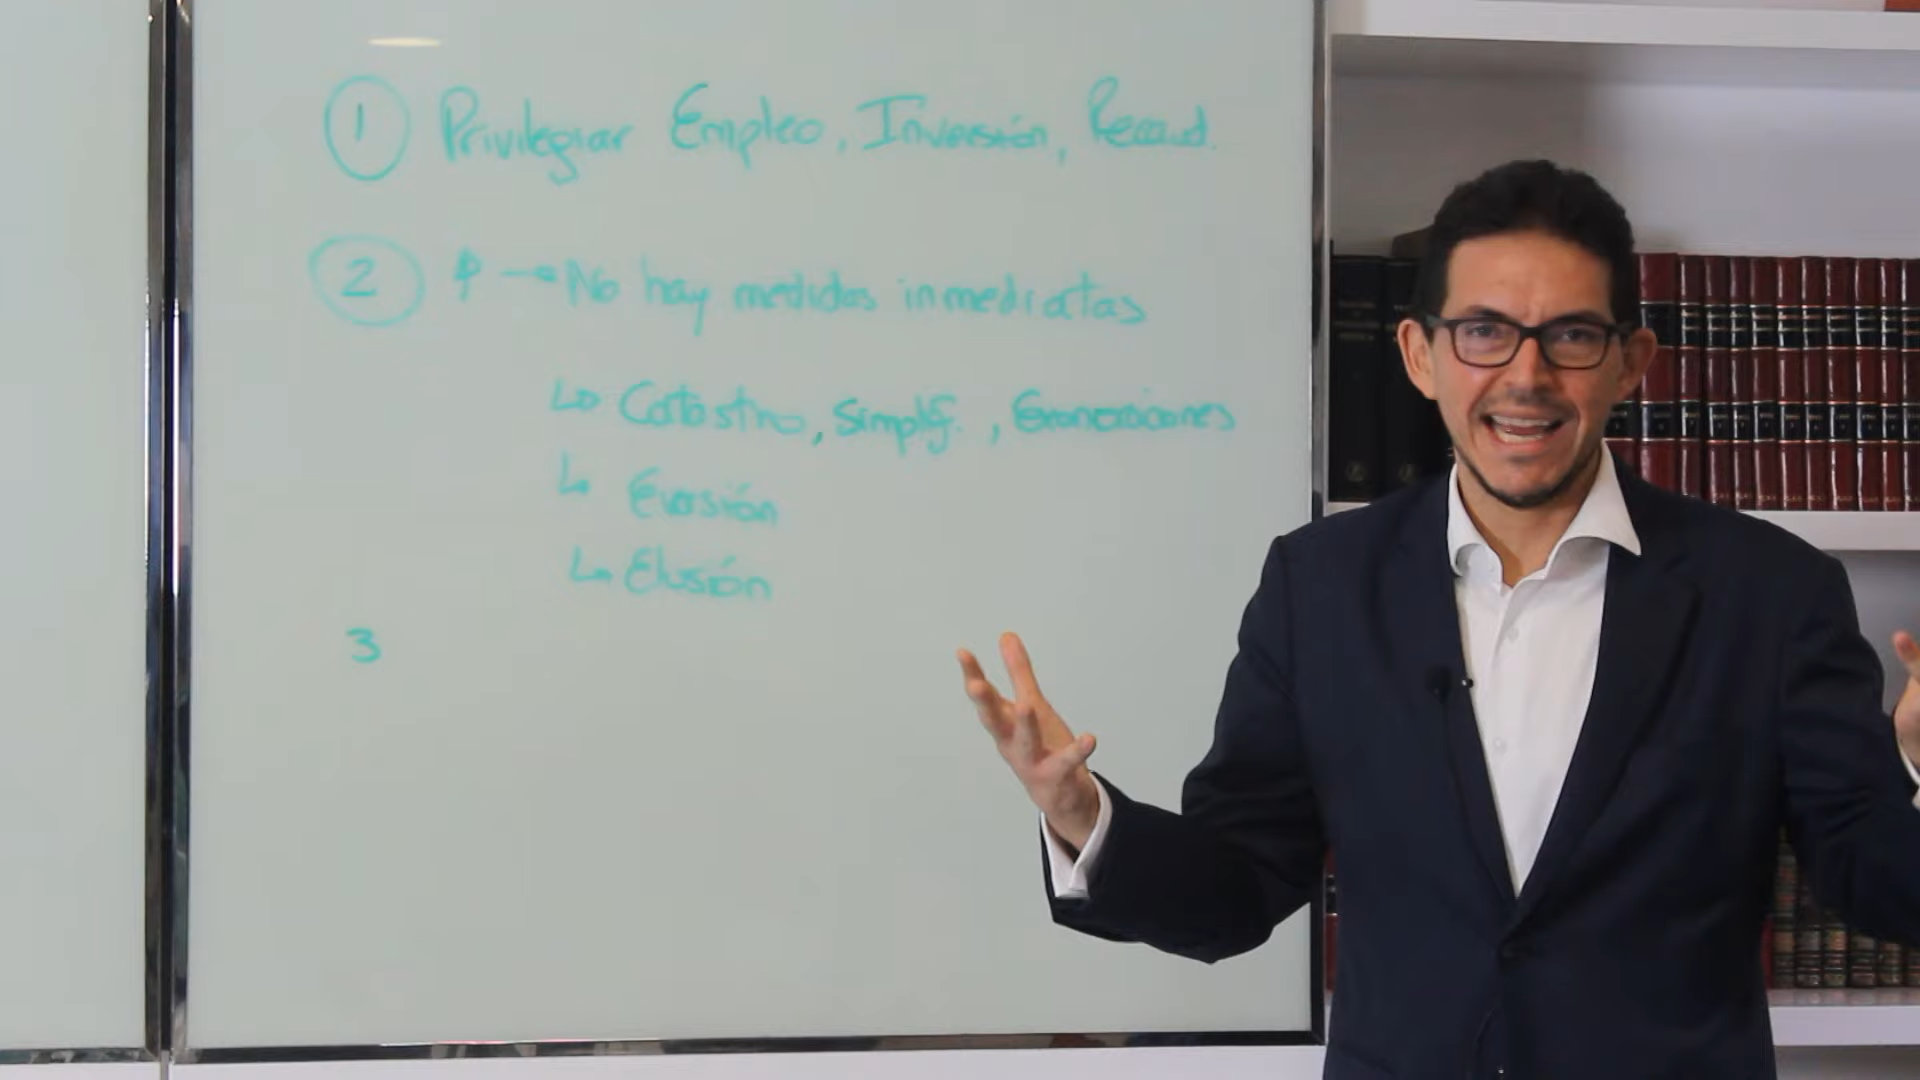 1 Privilegiar Empleo, Inversión, Recaud.
2 → No hay medidas inmediatas
↳ Catastro, Simplif., Exoneraciones
↳ Evasión
↳ Elusión
3